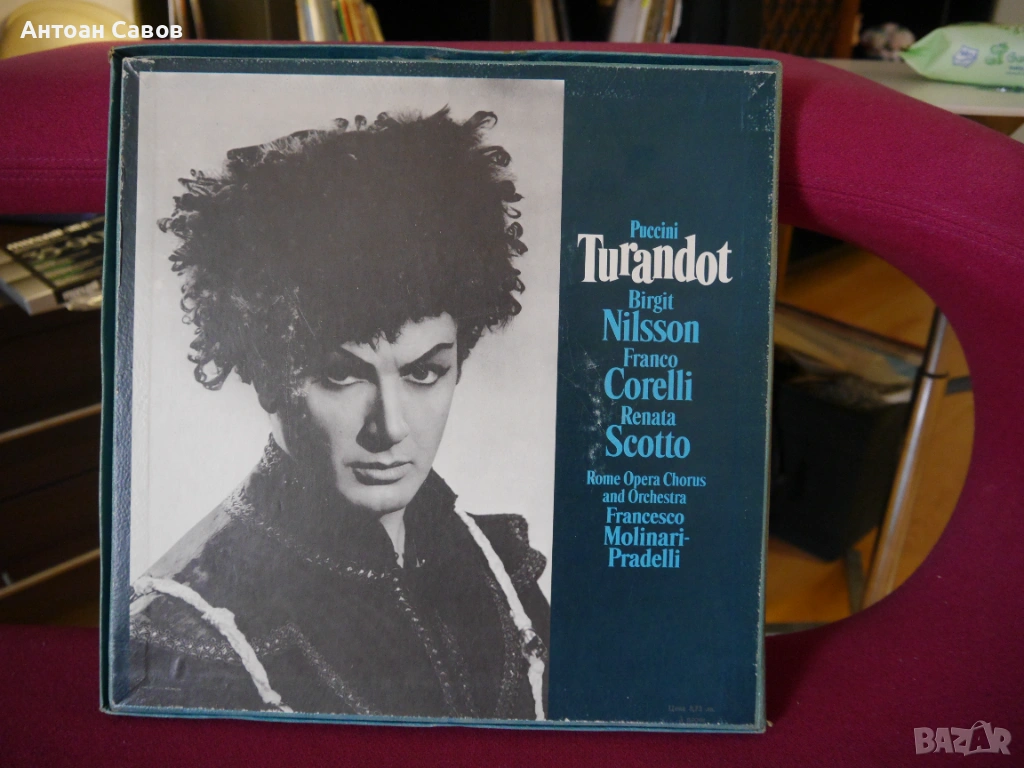 Антоан Савов
Puccini
Turandot
Birgit
Nilsson
Franco
Corelli
Renata
Scotto
Rome Opera Chorus
and Orchestra
Francesco
Molinari-
Pradelli
BAZAR